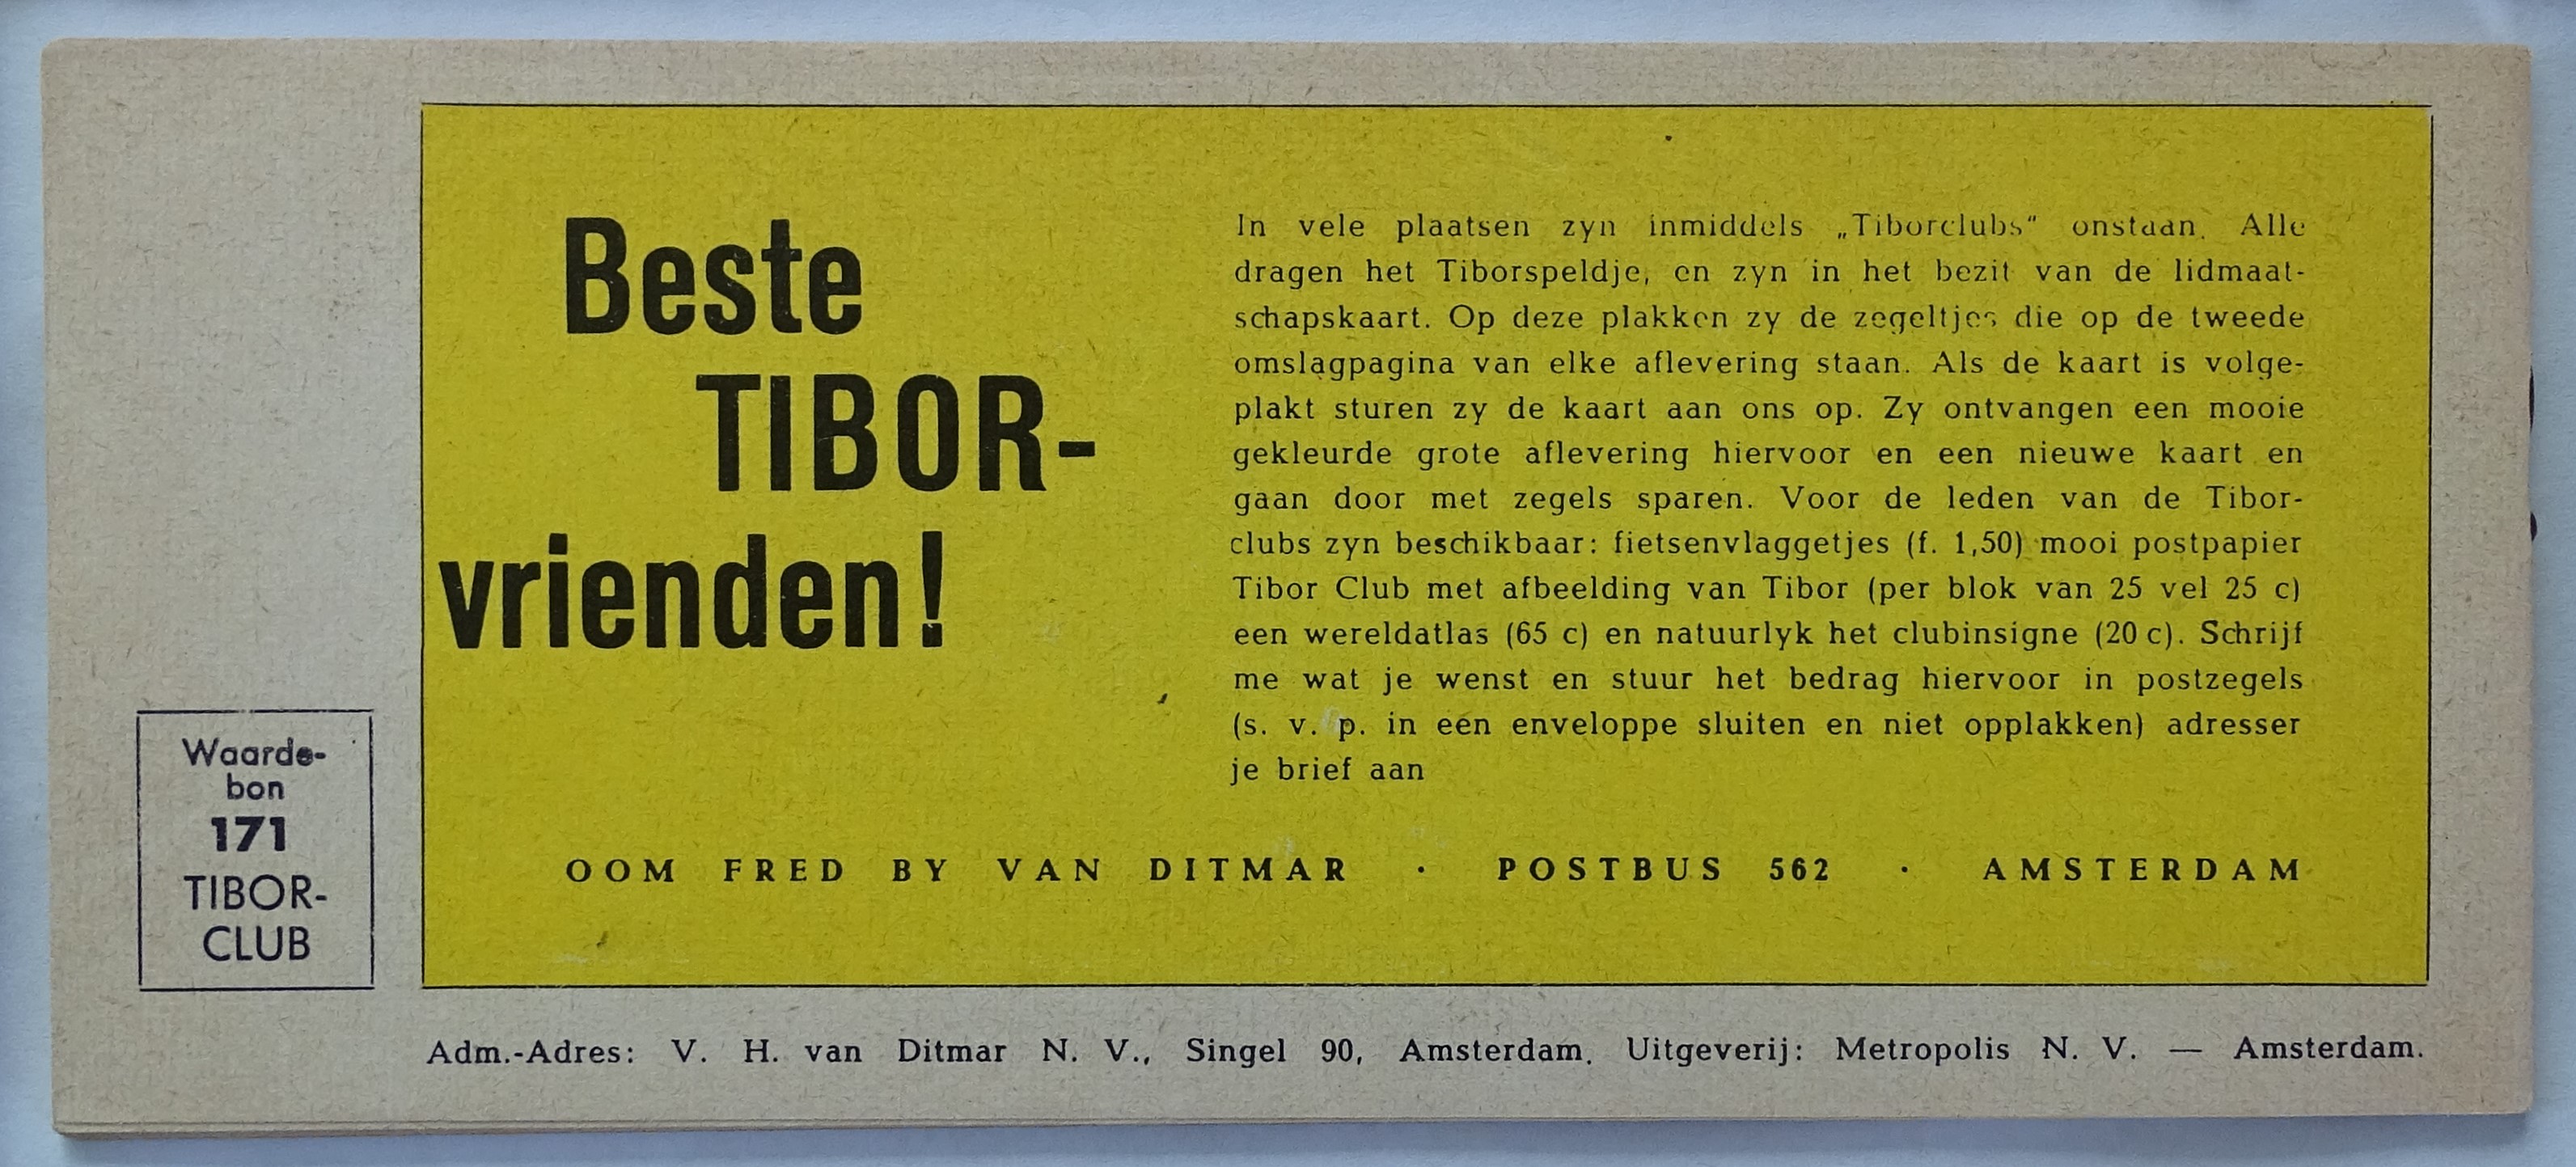 Beste
TIBOR-
vrienden!
In vele plaatsen zyn inmiddels „Tiborclubs" onstaan. Alle
dragen het Tiborspeldje, en zyn in het bezit van de lidmaat-
schapskaart. Op deze plakken zy de zegeltjes die op de tweede
omslagpagina van elke aflevering staan. Als de kaart is volge-
plakt sturen zy de kaart aan ons op. Zy ontvangen een mooie
gekleurde grote aflevering hiervoor en een nieuwe kaart en
gaan door met zegels sparen. Voor de leden van de Tibor-
clubs zyn beschikbaar: fietsenvlaggetjes (f. 1,50) mooi postpapier
Tibor Club met afbeelding van Tibor (per blok van 25 vel 25 c)
een wereldatlas (65 c) en natuurlyk het clubinsigne (20 c). Schrijf
me wat je wenst en stuur het bedrag hiervoor in postzegels
(s. v. p. in een enveloppe sluiten en niet opplakken) adresser
je brief aan
OOM FRED BY VAN DITMAR · POSTBUS 562 · AMSTERDAM
Waarde-
bon
171
TIBOR-
CLUB
Adm.-Adres: V. H. van Ditmar N. V., Singel 90, Amsterdam. Uitgeverij: Metropolis N. V. — Amsterdam.